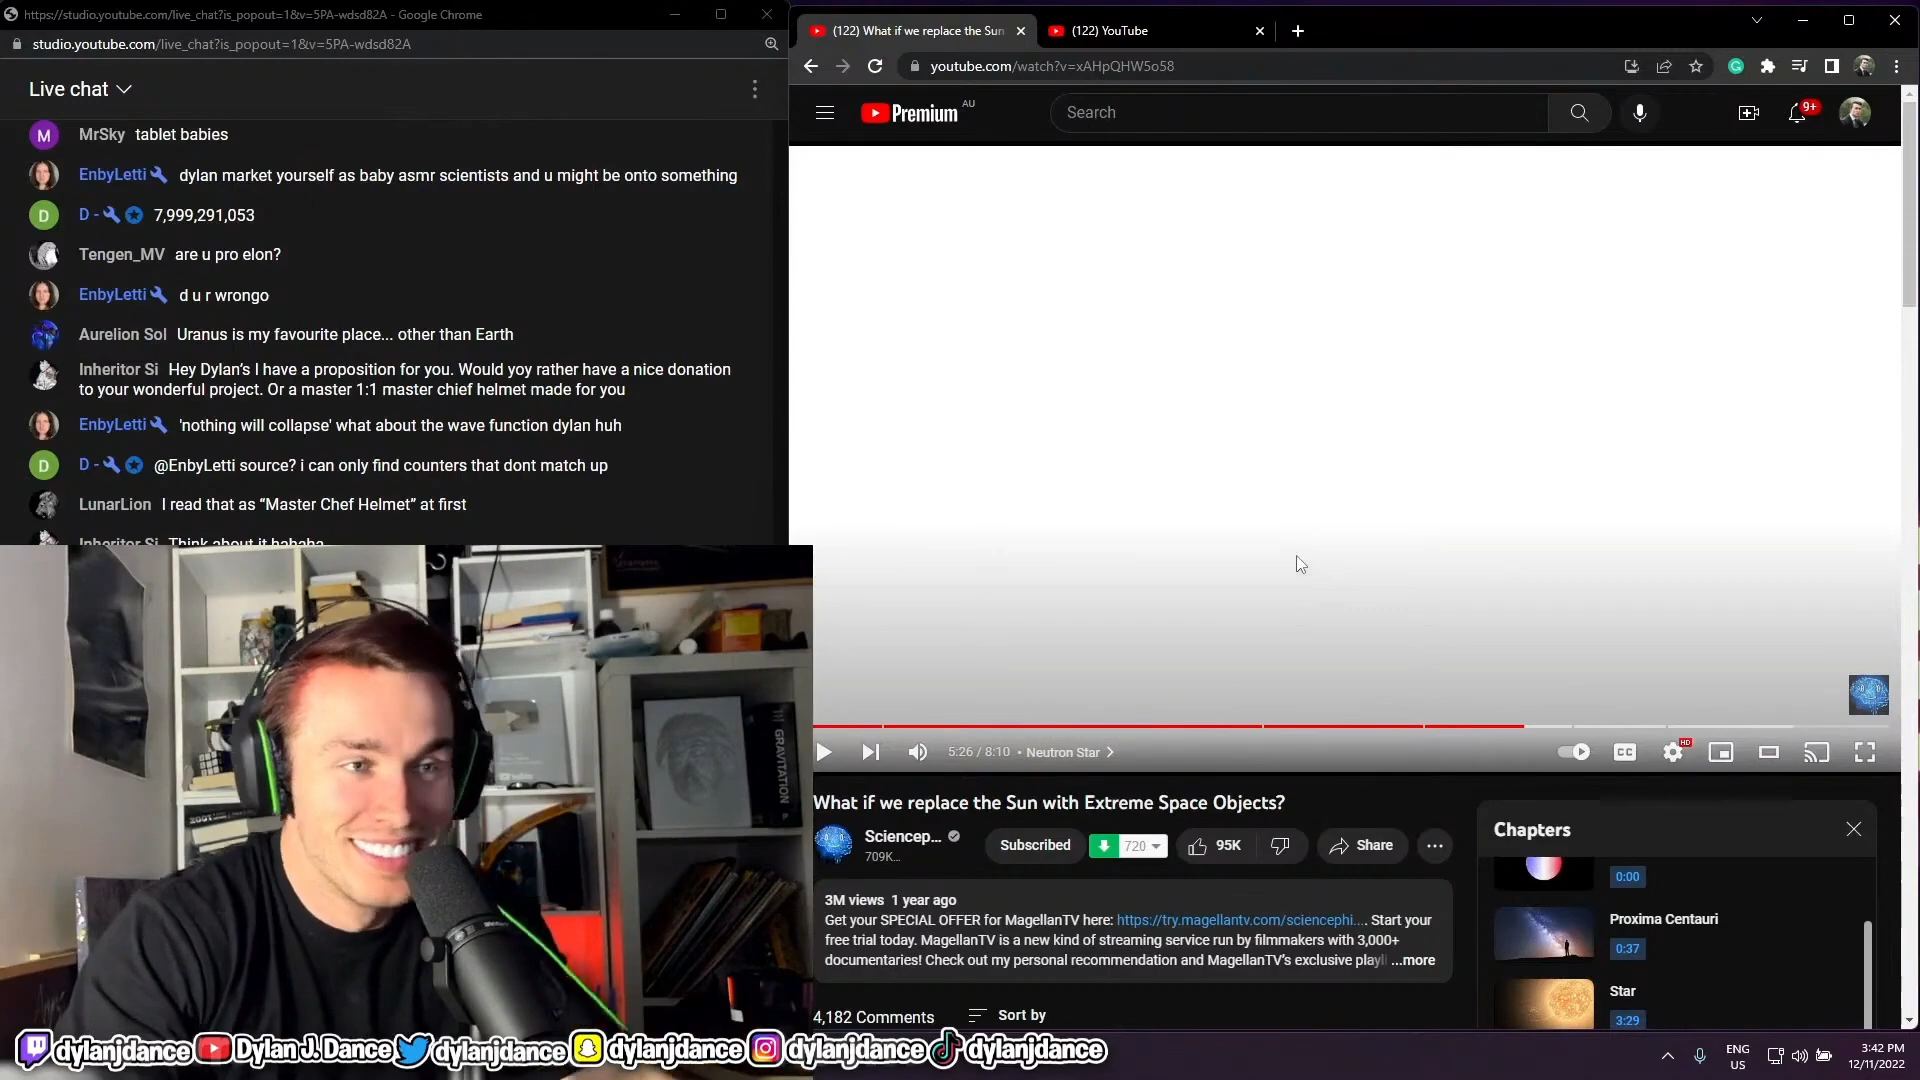 https://studio.youtube.com/live_chat?is_popout=1&v=5PA-wdsd82A - Google Chrome
studio.youtube.com/live_chat?is_popout=1&v=5PA-wdsd82A
Live chat
M MrSky tablet babies
EnbyLetti dylan market yourself as baby asmr scientists and u might be onto something
D D - 7,999,291,053
Tengen_MV are u pro elon?
EnbyLetti d u r wrongo
Aurelion Sol Uranus is my favourite place... other than Earth
Inheritor Si Hey Dylan's I have a proposition for you. Would yoy rather have a nice donation
to your wonderful project. Or a master 1:1 master chief helmet made for you
EnbyLetti 'nothing will collapse' what about the wave function dylan huh
D D - @EnbyLetti source? i can only find counters that dont match up
LunarLion I read that as “Master Chef Helmet” at first
Inheritor Si Think about it hahaha
(122) What if we replace the Sun
(122) YouTube
youtube.com/watch?v=xAHpQHW5o58
Premium AU
Search
9+
5:26 / 8:10 • Neutron Star
CC
HD
What if we replace the Sun with Extreme Space Objects?
Sciencep...
709K...
Subscribed
720
95K
Share
3M views 1 year ago
Get your SPECIAL OFFER for MagellanTV here: https://try.magellantv.com/sciencephi.... Start your
free trial today. MagellanTV is a new kind of streaming service run by filmmakers with 3,000+
documentaries! Check out my personal recommendation and MagellanTV's exclusive playli ...more
4,182 Comments
Sort by
Chapters
0:00
Proxima Centauri
0:37
Star
3:29
GRAVITATION
2001
dylanjdance Dylan J. Dance dylanjdance dylanjdance dylanjdance dylanjdance
ENG
US
3:42 PM
12/11/2022